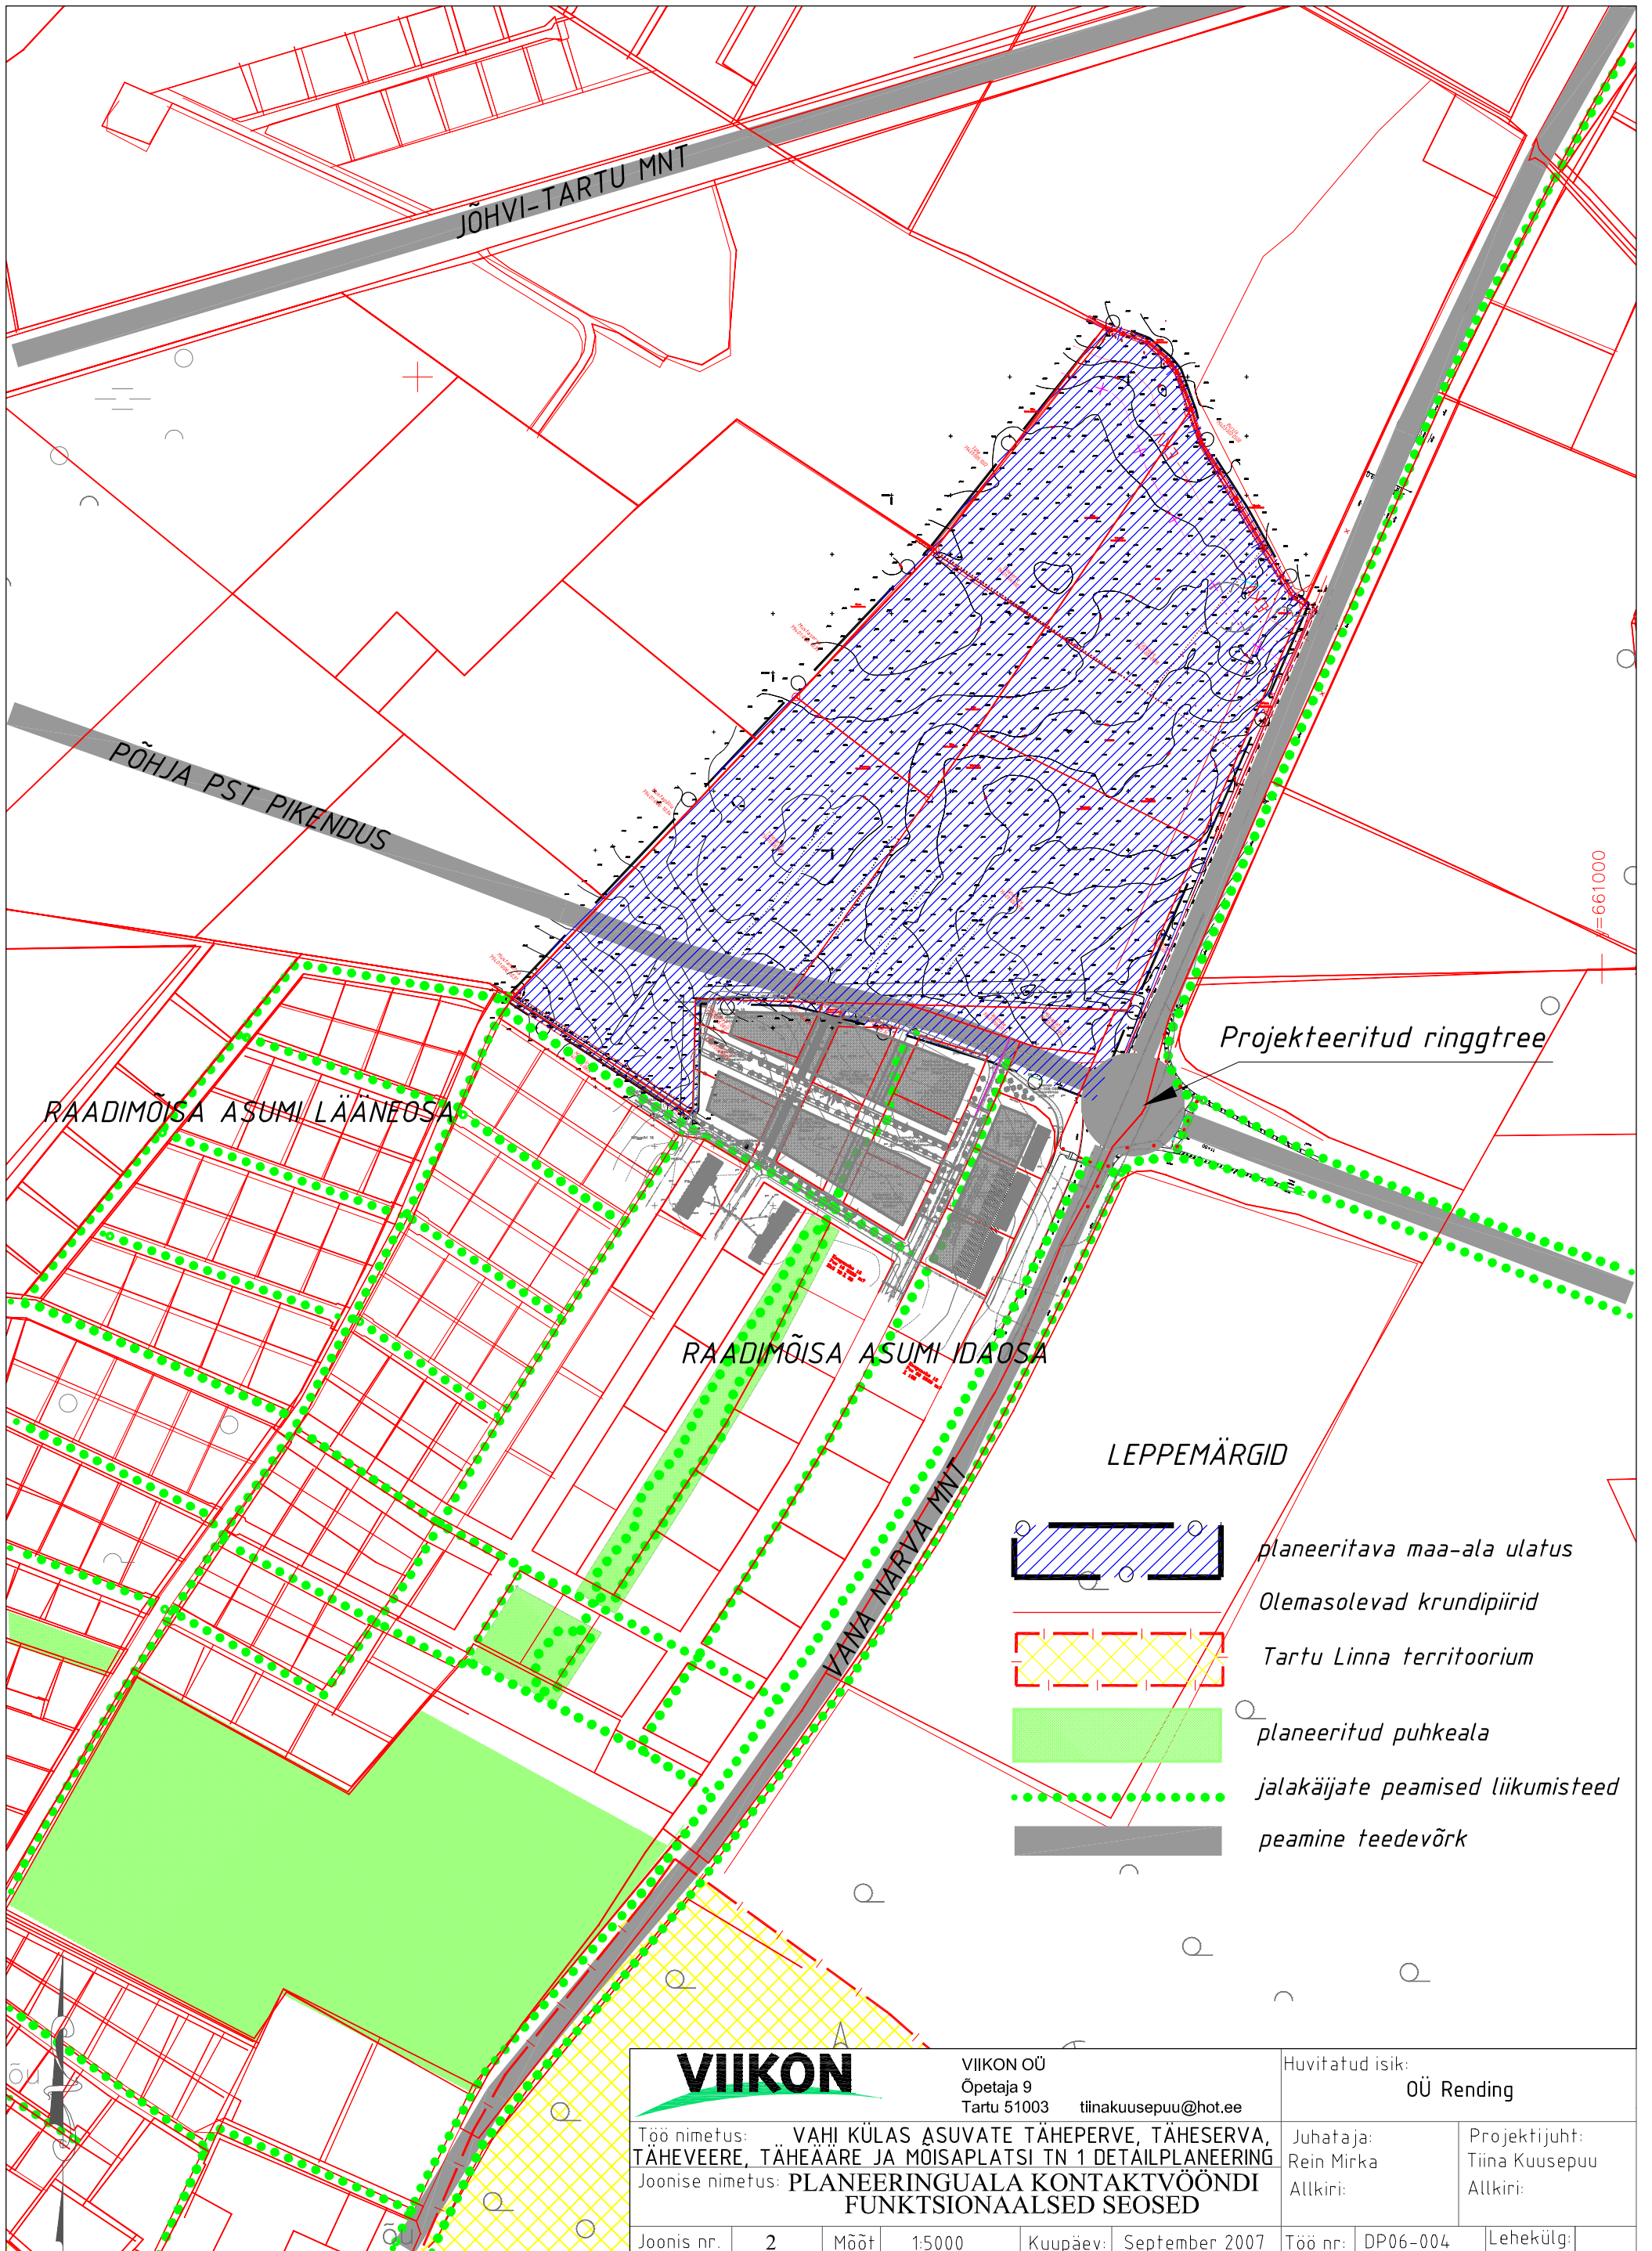 JÕHVI-TARTU MNT
PÕHJA PST PIKENDUS
y=661000
Projekteeritud ringgtree
RAADIMÕISA ASUMI LÄÄNEOSA
RAADIMÕISA ASUMI IDAOSA
VANA NARVA MNT
LEPPEMÄRGID
planeeritava maa-ala ulatus
Olemasolevad krundipiirid
Tartu Linna territoorium
planeeritud puhkeala
jalakäijate peamised liikumisteed
peamine teedevõrk
õu
õu
VIIKON
VIIKON OÜ
Õpetaja 9
Tartu 51003 tiinakuusepuu@hot.ee
Huvitatud isik:
OÜ Rending
Töö nimetus: VAHI KÜLAS ASUVATE TÄHEPERVE, TÄHESERVA,
TÄHEVEERE, TÄHEÄÄRE JA MÕISAPLATSI TN 1 DETAILPLANEERING
Joonise nimetus: PLANEERINGUALA KONTAKTVÖÖNDI
FUNKTSIONAALSED SEOSED
Juhataja:
Rein Mirka
Allkiri:
Projektijuht:
Tiina Kuusepuu
Allkiri:
Joonis nr. 2 Mõõt 1:5000 Kuupäev: September 2007 Töö nr: DP06-004 Lehekülg: